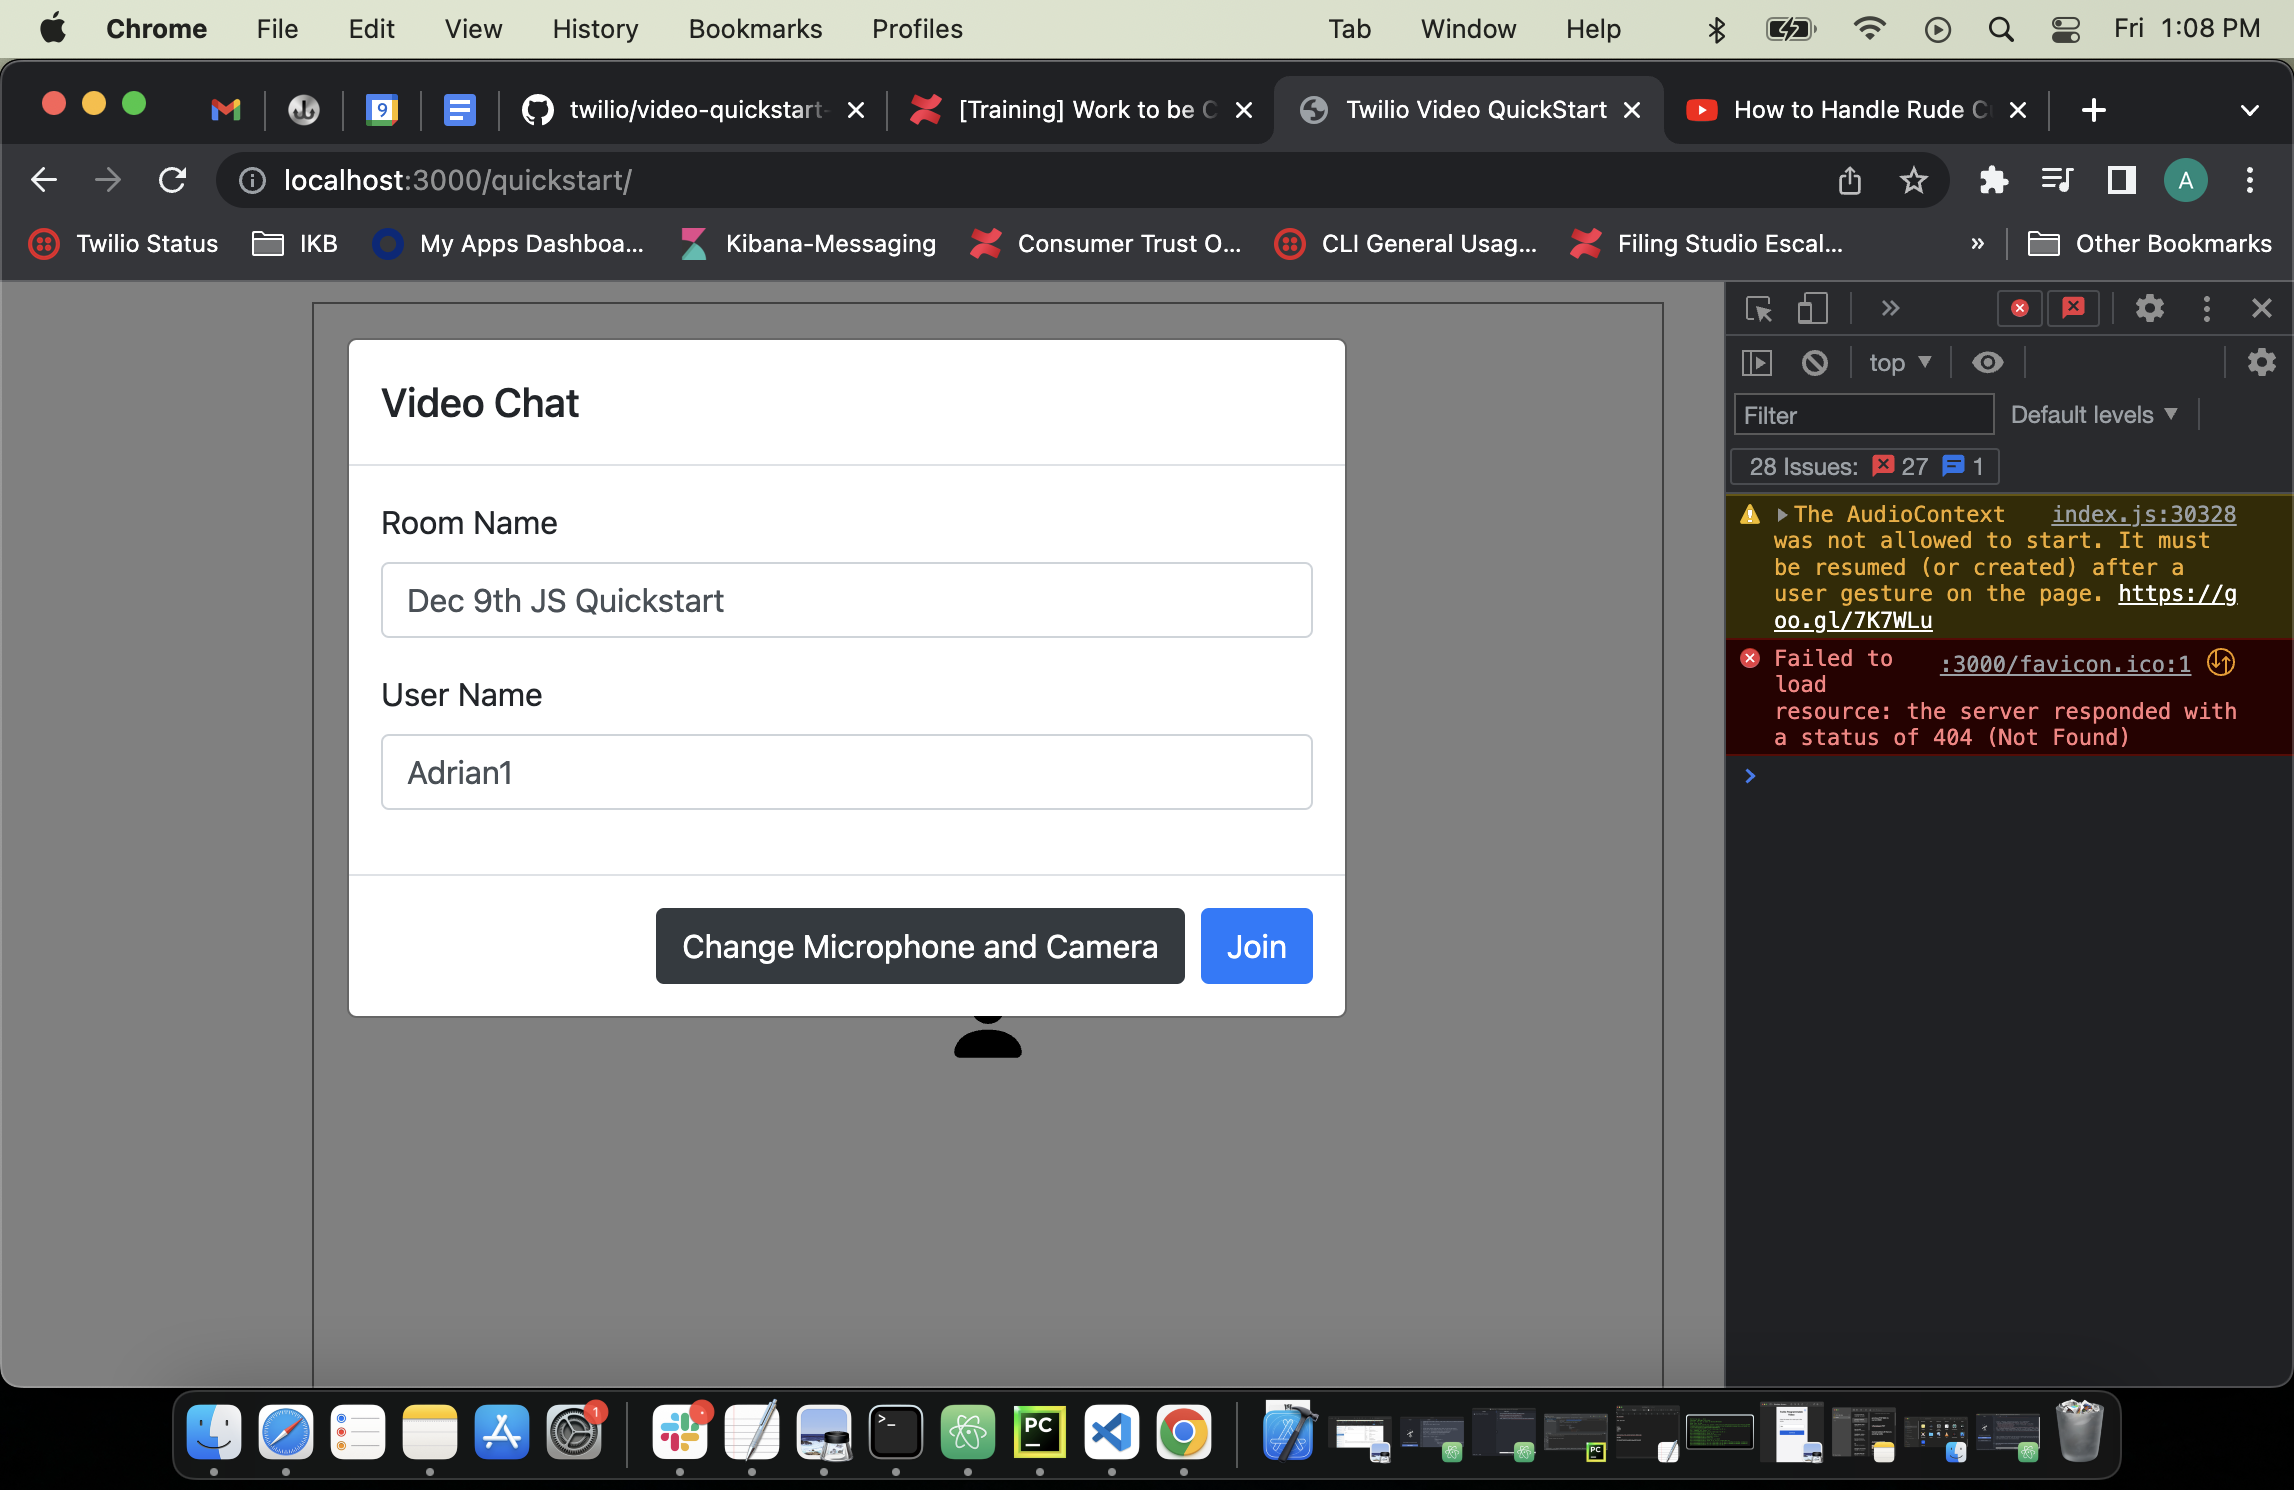 Chrome File Edit View History Bookmarks Profiles Tab Window Help Fri 1:08 PM
9 twilio/video-quickstart- [Training] Work to be C Twilio Video QuickStart How to Handle Rude C
localhost:3000/quickstart/ A
Twilio Status IKB My Apps Dashboa... Kibana-Messaging Consumer Trust O... CLI General Usag... Filing Studio Escal... » Other Bookmarks
top
Filter Default levels
28 Issues: 27 1
The AudioContext index.js:30328
was not allowed to start. It must
be resumed (or created) after a
user gesture on the page. https://g
oo.gl/7K7WLu
Failed to :3000/favicon.ico:1
load
resource: the server responded with
a status of 404 (Not Found)
Video Chat
Room Name
Dec 9th JS Quickstart
User Name
Adrian1
Change Microphone and Camera Join
1
PC